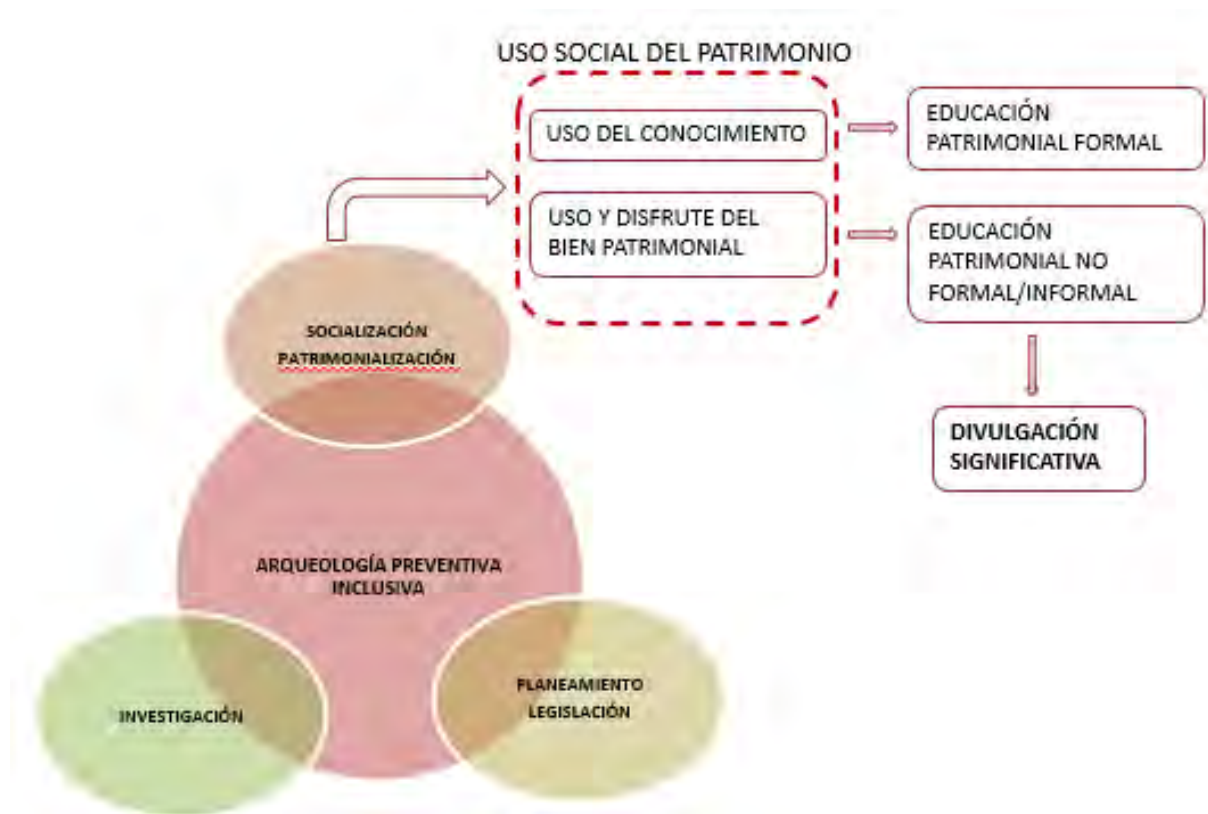 USO SOCIAL DEL PATRIMONIO
USO DEL CONOCIMIENTO
EDUCACIÓN
PATRIMONIAL FORMAL
USO Y DISFRUTE DEL
BIEN PATRIMONIAL
EDUCACIÓN
PATRIMONIAL NO
FORMAL/INFORMAL
DIVULGACIÓN
SIGNIFICATIVA
SOCIALIZACIÓN
PATRIMONIALIZACIÓN
ARQUEOLOGÍA PREVENTIVA
INCLUSIVA
INVESTIGACIÓN
PLANEAMIENTO
LEGISLACIÓN